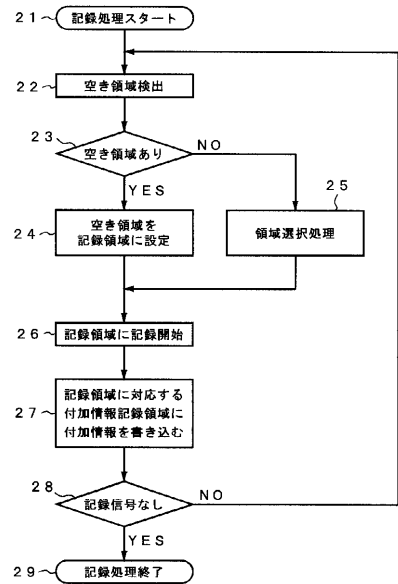 21 記録処理スタート
22 空き領域検出
23 空き領域あり NO
YES
24 空き領域を
記録領域に設定
25
領域選択処理
26 記録領域に記録開始
27 記録領域に対応する
付加情報記録領域に
付加情報を書き込む
28 記録信号なし NO
YES
29 記録処理終了